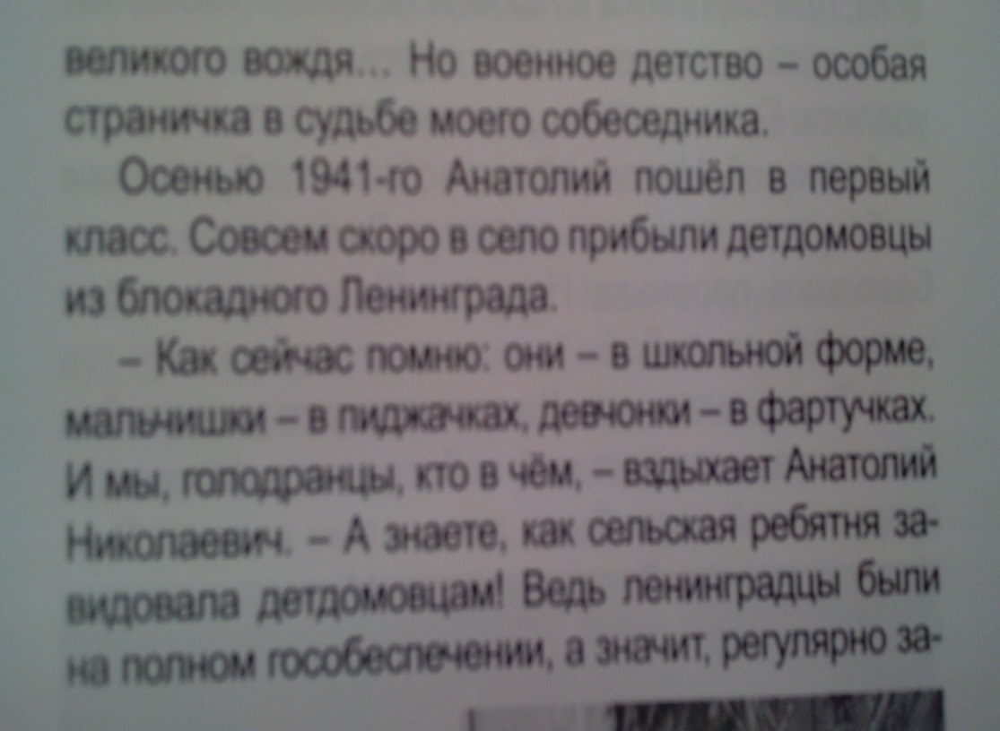 великого вождя... Но военное детство – особая
страничка в судьбе моего собеседника.
Осенью 1941-го Анатолий пошёл в первый
класс. Совсем скоро в село прибыли детдомовцы
из блокадного Ленинграда.
– Как сейчас помню: они – в школьной форме,
мальчишки – в пиджачках, девчонки – в фартучках.
И мы, голодранцы, кто в чём, – вздыхает Анатолий
Николаевич. – А знаете, как сельская ребятня за-
видовала детдомовцам! Ведь ленинградцы были
на полном гособеспечении, а значит, регулярно за-